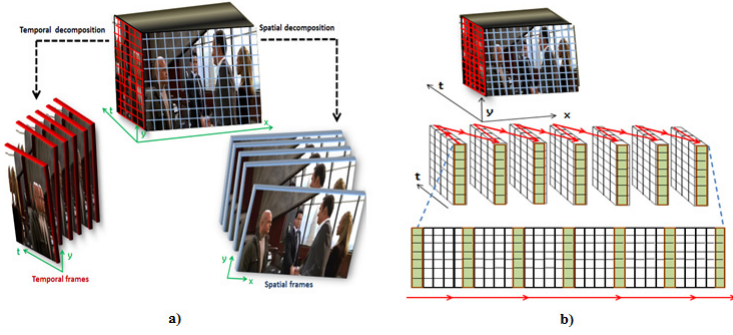 Temporal decomposition
Spatial decomposition
t
y
x
t
y
Temporal frames
y
x
Spatial frames
a)
t
y
x
t
b)